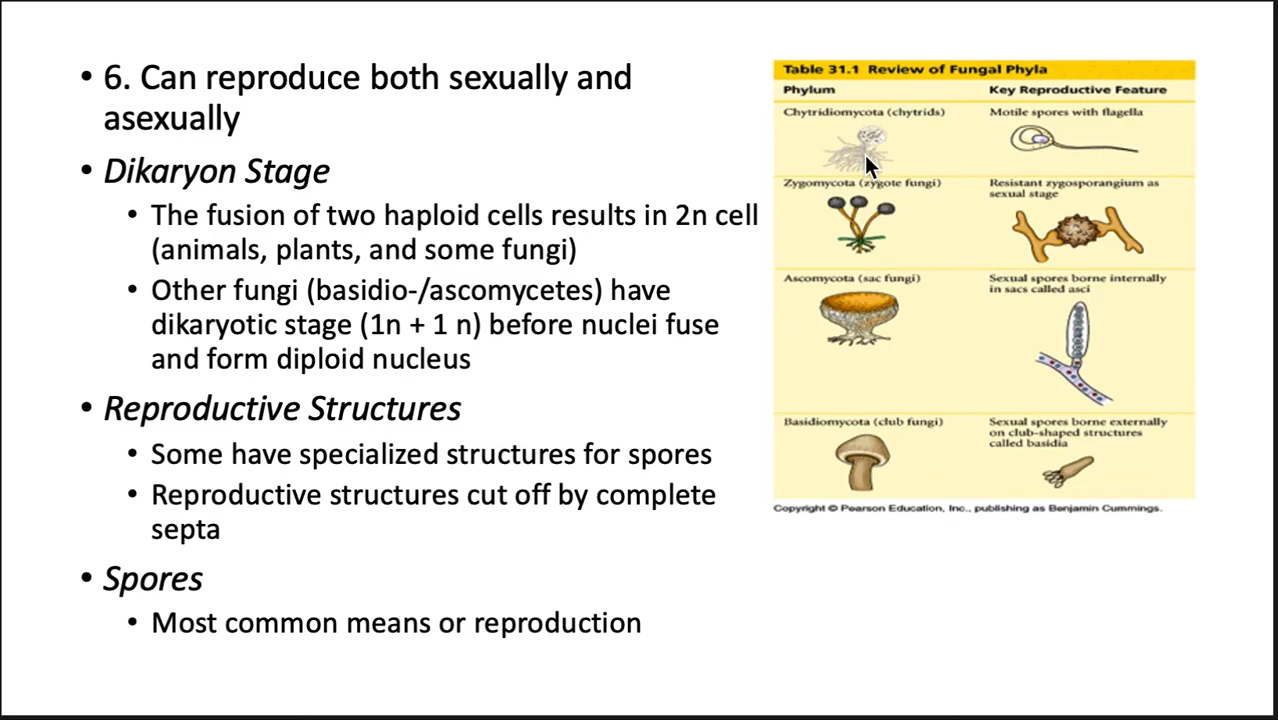 • 6. Can reproduce both sexually and
asexually
• Dikaryon Stage
• The fusion of two haploid cells results in 2n cell
(animals, plants, and some fungi)
• Other fungi (basidio-/ascomycetes) have
dikaryotic stage (1n + 1 n) before nuclei fuse
and form diploid nucleus
• Reproductive Structures
• Some have specialized structures for spores
• Reproductive structures cut off by complete
septa
• Spores
• Most common means or reproduction
Table 31.1 Review of Fungal Phyla
Phylum Key Reproductive Feature
Chytridiomycota (chytrids) Motile spores with flagella
Zygomycota (zygote fungi) Resistant zygosporangium as
sexual stage
Ascomycota (sac fungi) Sexual spores borne internally
in sacs called asci
Basidiomycota (club fungi) Sexual spores borne externally
on club-shaped structures
called basidia
Copyright © Pearson Education, Inc., publishing as Benjamin Cummings.